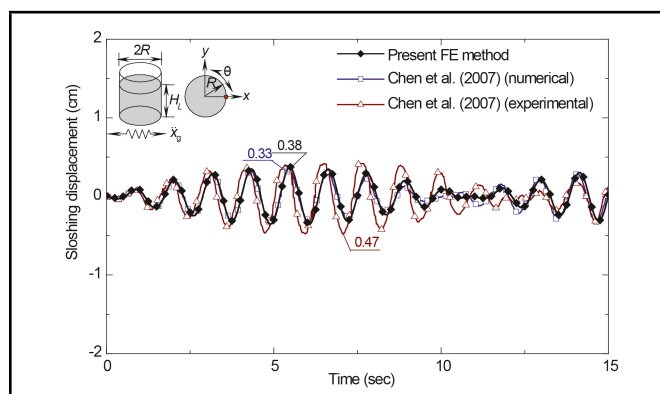 2
1
0
-1
-2
Sloshing displacement (cm)
0
5
10
15
Time (sec)
2R
H_L
ẍ_g
y
θ
R
x
Present FE method
Chen et al. (2007) (numerical)
Chen et al. (2007) (experimental)
0.33
0.38
0.47